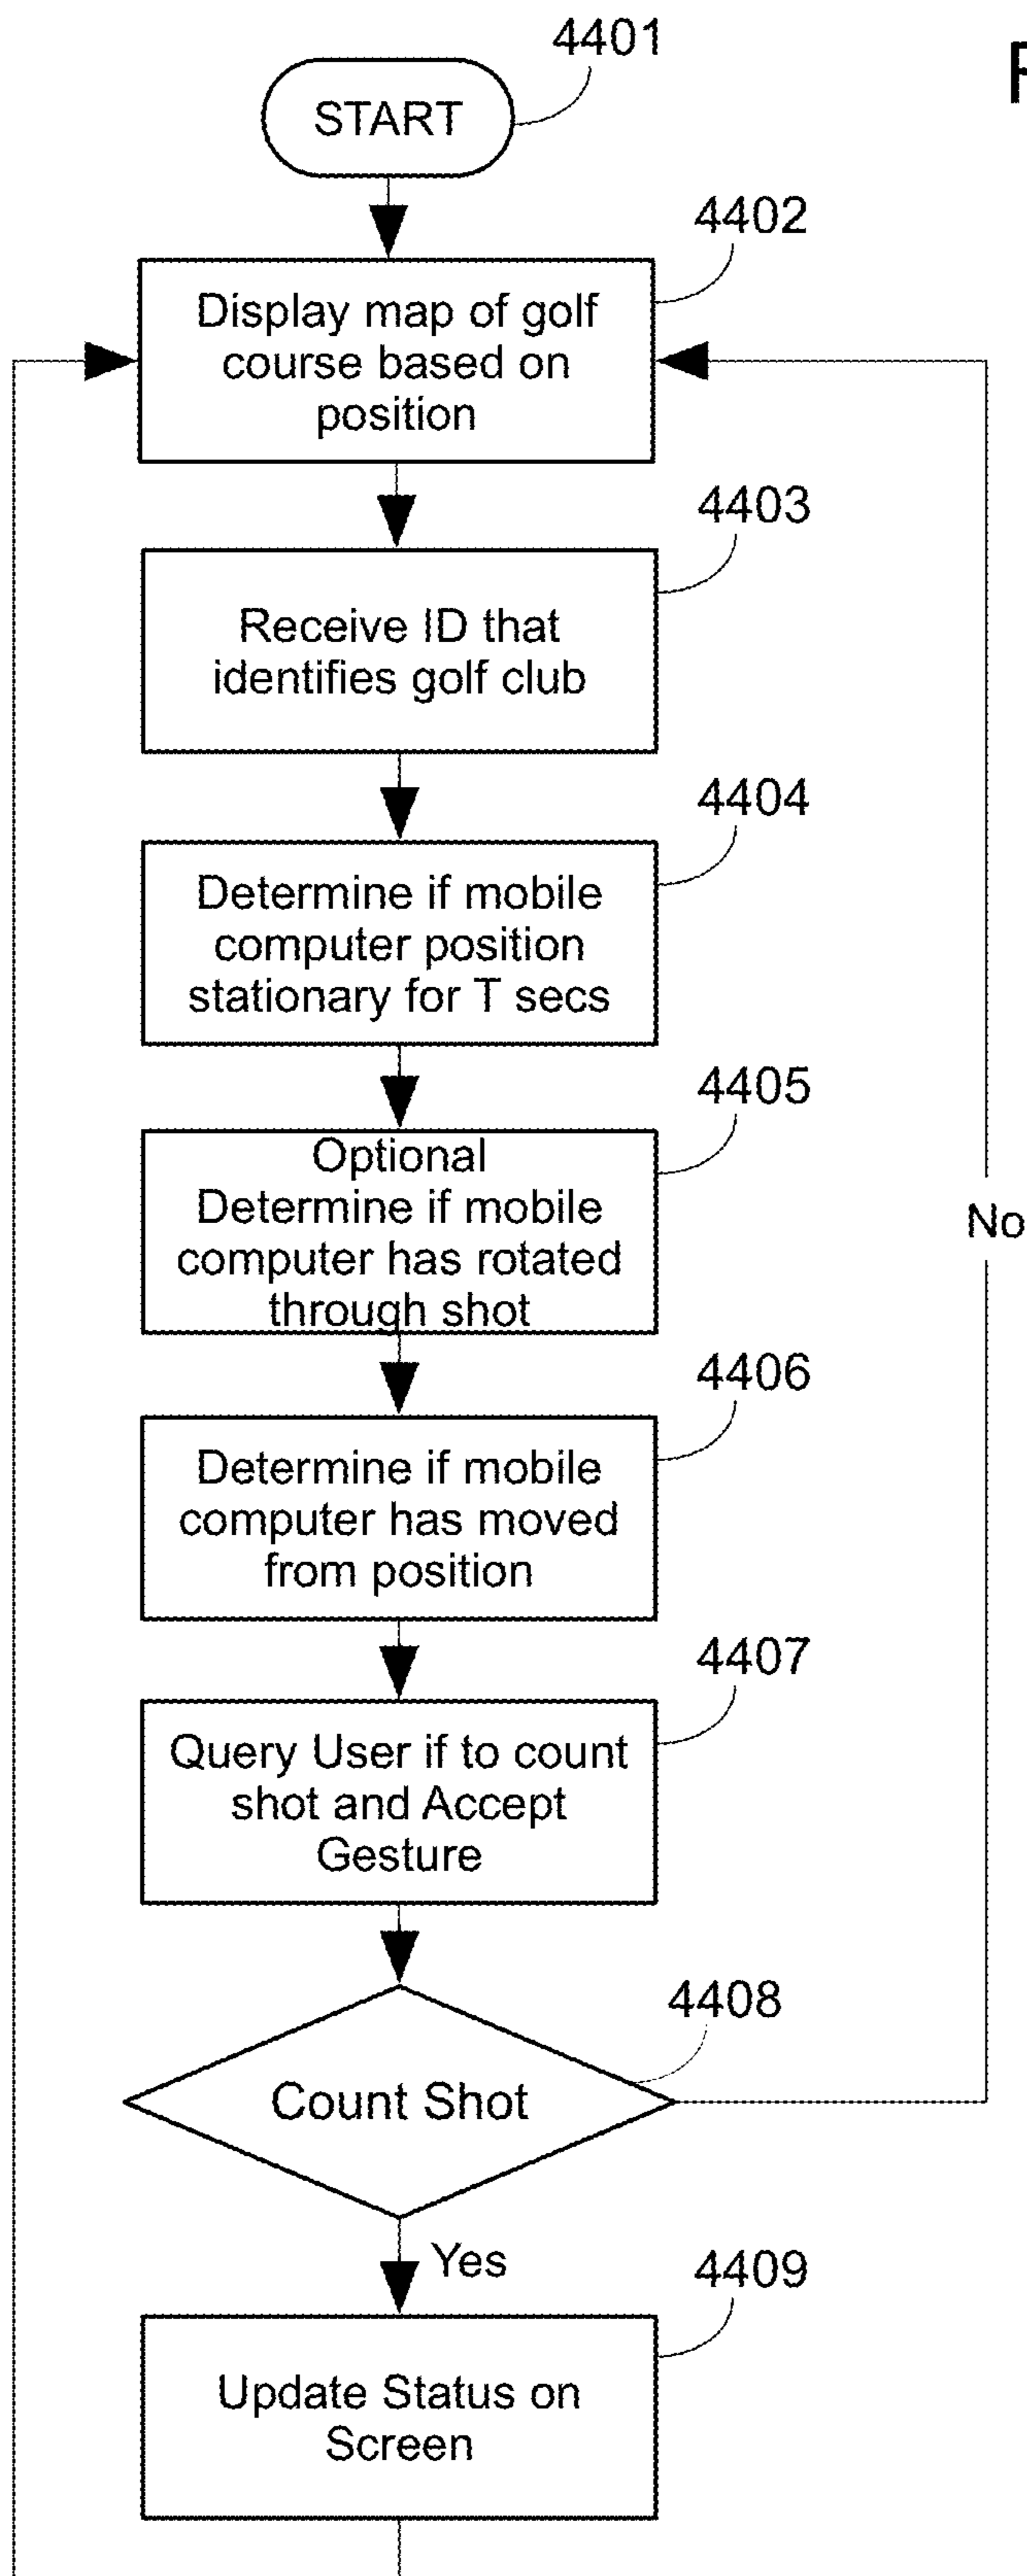 4401
START
4402
Display map of golf
course based on
position
4403
Receive ID that
identifies golf club
4404
Determine if mobile
computer position
stationary for T secs
4405
Optional
Determine if mobile
computer has rotated
through shot
No
4406
Determine if mobile
computer has moved
from position
4407
Query User if to count
shot and Accept
Gesture
4408
Count Shot
Yes
4409
Update Status on
Screen